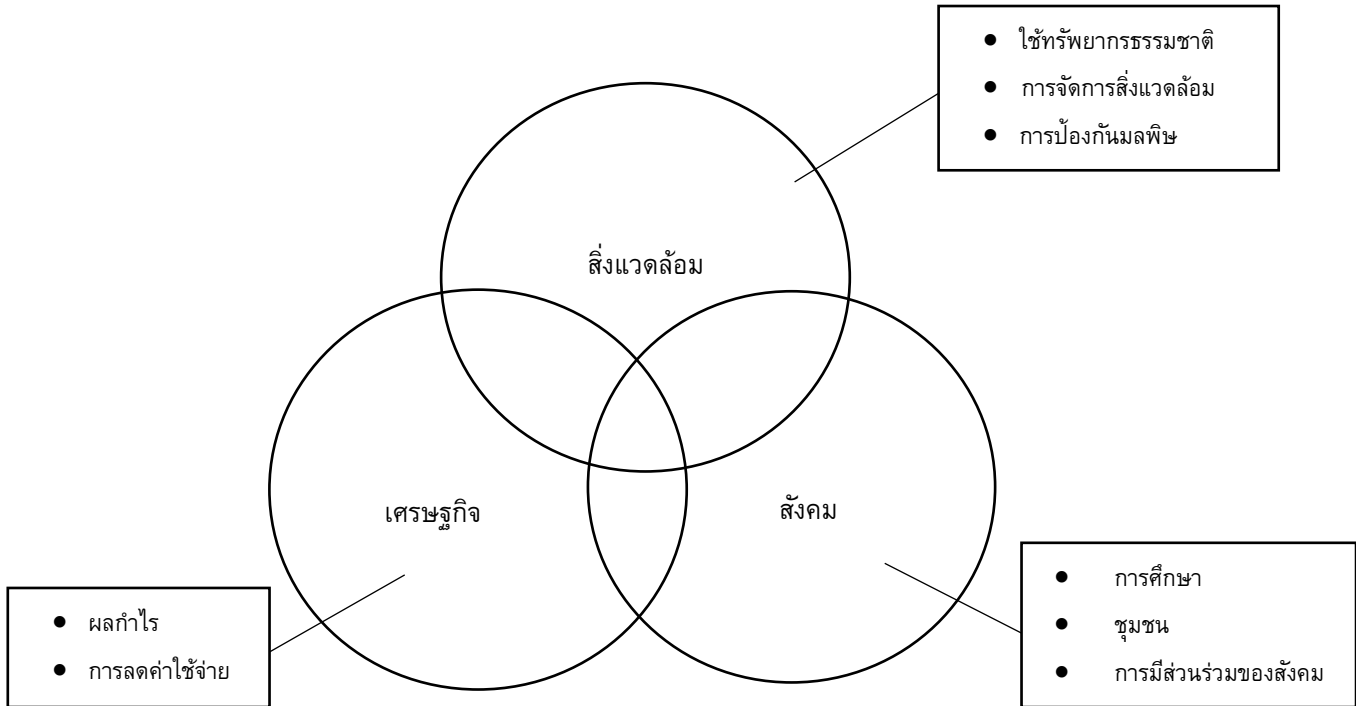 ● ใช้ทรัพยากรธรรมชาติ
● การจัดการสิ่งแวดล้อม
● การป้องกันมลพิษ
สิ่งแวดล้อม
เศรษฐกิจ
สังคม
● ผลกำไร
● การลดค่าใช้จ่าย
● การศึกษา
● ชุมชน
● การมีส่วนร่วมของสังคม